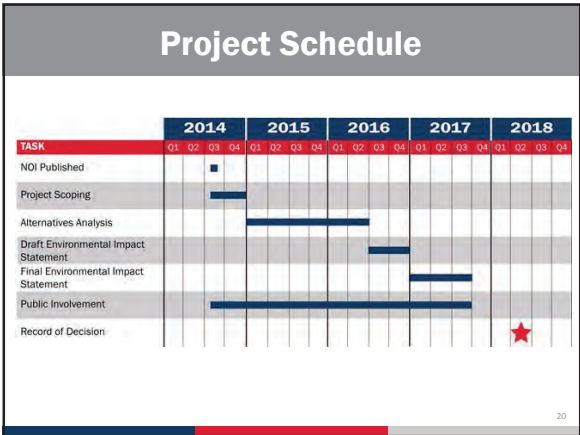 Project Schedule
2014 2015 2016 2017 2018
TASK Q1 Q2 Q3 Q4 Q1 Q2 Q3 Q4 Q1 Q2 Q3 Q4 Q1 Q2 Q3 Q4 Q1 Q2 Q3 Q4
NOI Published
Project Scoping
Alternatives Analysis
Draft Environmental Impact
Statement
Final Environmental Impact
Statement
Public Involvement
Record of Decision
20